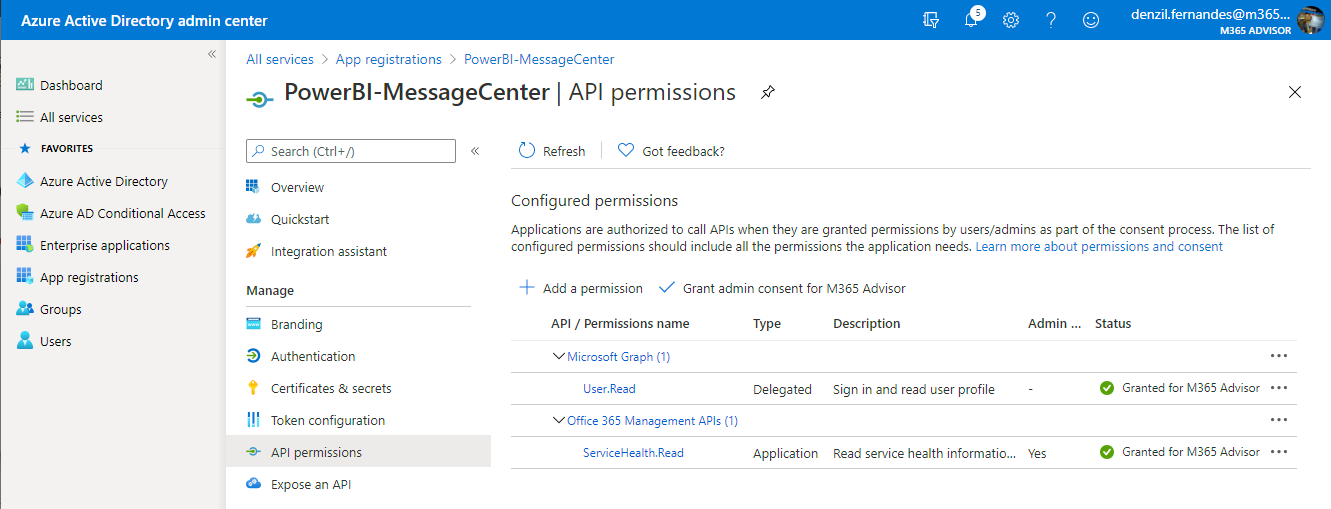 Azure Active Directory admin center
5
denzil.fernandes@m365...
M365 ADVISOR
Dashboard
All services
FAVORITES
Azure Active Directory
Azure AD Conditional Access
Enterprise applications
App registrations
Groups
Users
All services > App registrations > PowerBI-MessageCenter
PowerBI-MessageCenter | API permissions
Search (Ctrl+/)
Overview
Quickstart
Integration assistant
Manage
Branding
Authentication
Certificates & secrets
Token configuration
API permissions
Expose an API
Refresh
Got feedback?
Configured permissions
Applications are authorized to call APIs when they are granted permissions by users/admins as part of the consent process. The list of
configured permissions should include all the permissions the application needs. Learn more about permissions and consent
Add a permission
Grant admin consent for M365 Advisor
API / Permissions name Type Description Admin ... Status
Microsoft Graph (1)
User.Read Delegated Sign in and read user profile - Granted for M365 Advisor
Office 365 Management APIs (1)
ServiceHealth.Read Application Read service health informatio... Yes Granted for M365 Advisor